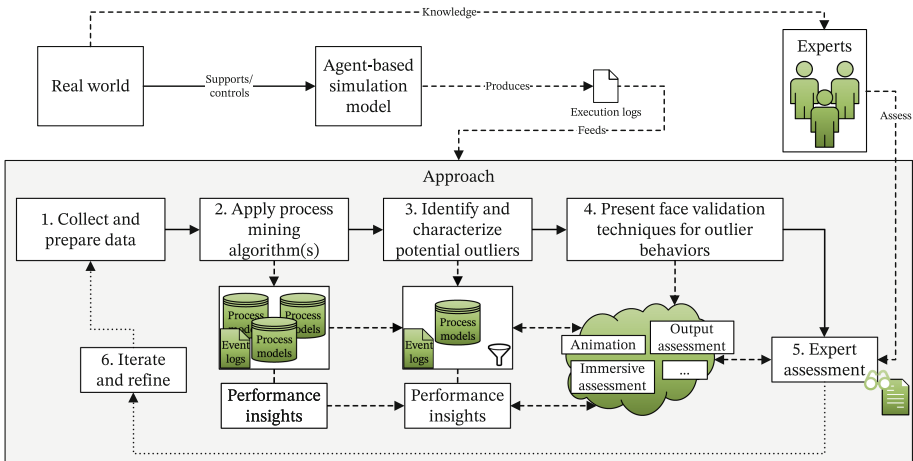 Knowledge
Real world
Supports/
controls
Agent-based
simulation
model
Produces
Execution logs
Feeds
Experts
Assess
Approach
1. Collect and
prepare data
2. Apply process
mining
algorithm(s)
3. Identify and
characterize
potential outliers
4. Present face validation
techniques for outlier
behaviors
Process
models
Process
models
Process
models
Event
logs
Process
models
Event
logs
Animation
Output
assessment
Immersive
assessment
...
5. Expert
assessment
6. Iterate
and refine
Performance
insights
Performance
insights